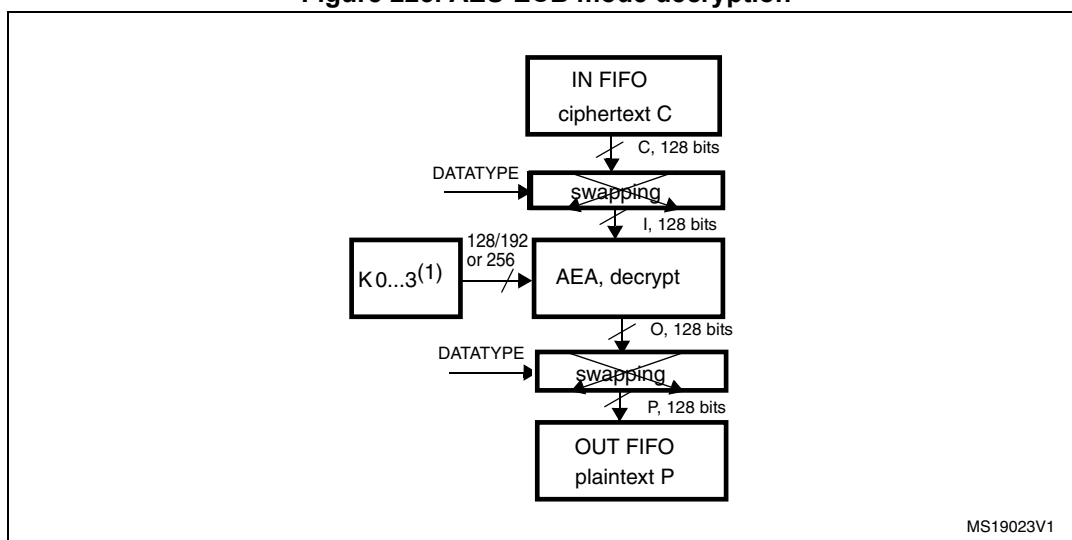 IN FIFO
ciphertext C
C, 128 bits
DATATYPE
swapping
I, 128 bits
128/192
or 256
K 0...3(1)
AEA, decrypt
O, 128 bits
DATATYPE
swapping
P, 128 bits
OUT FIFO
plaintext P
MS19023V1